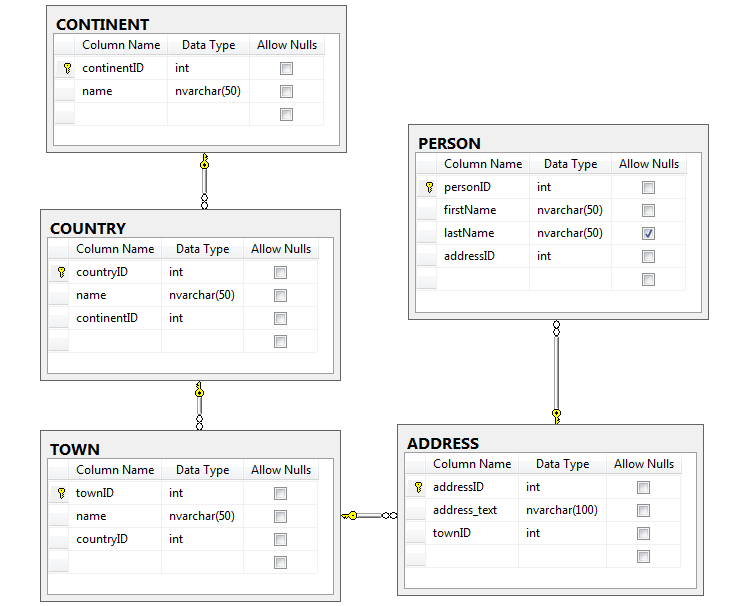 CONTINENT
Column Name Data Type Allow Nulls
continentID int
name nvarchar(50)
COUNTRY
Column Name Data Type Allow Nulls
countryID int
name nvarchar(50)
continentID int
TOWN
Column Name Data Type Allow Nulls
townID int
name nvarchar(50)
countryID int
PERSON
Column Name Data Type Allow Nulls
personID int
firstName nvarchar(50)
lastName nvarchar(50)
addressID int
ADDRESS
Column Name Data Type Allow Nulls
addressID int
address_text nvarchar(100)
townID int